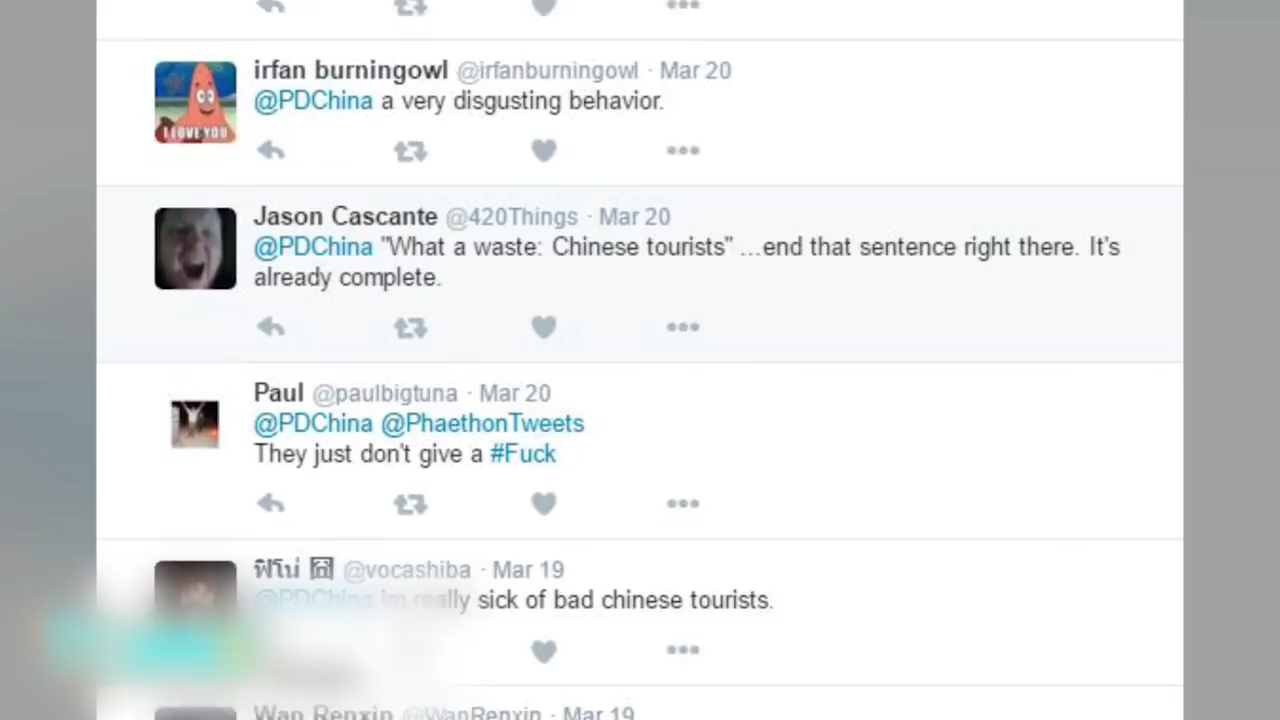 irfan burningowl @irfanburningowl · Mar 20
@PDChina a very disgusting behavior.
I LOVE YOU
Jason Cascante @420Things · Mar 20
@PDChina "What a waste: Chinese tourists" ...end that sentence right there. It's
already complete.
Paul @paulbigtuna · Mar 20
@PDChina @PhaethonTweets
They just don't give a #Fuck
ฟีโน่ 囧 @vocashiba · Mar 19
@PDChina im really sick of bad chinese tourists.
Wan Renxin @WanRenxin · Mar 19